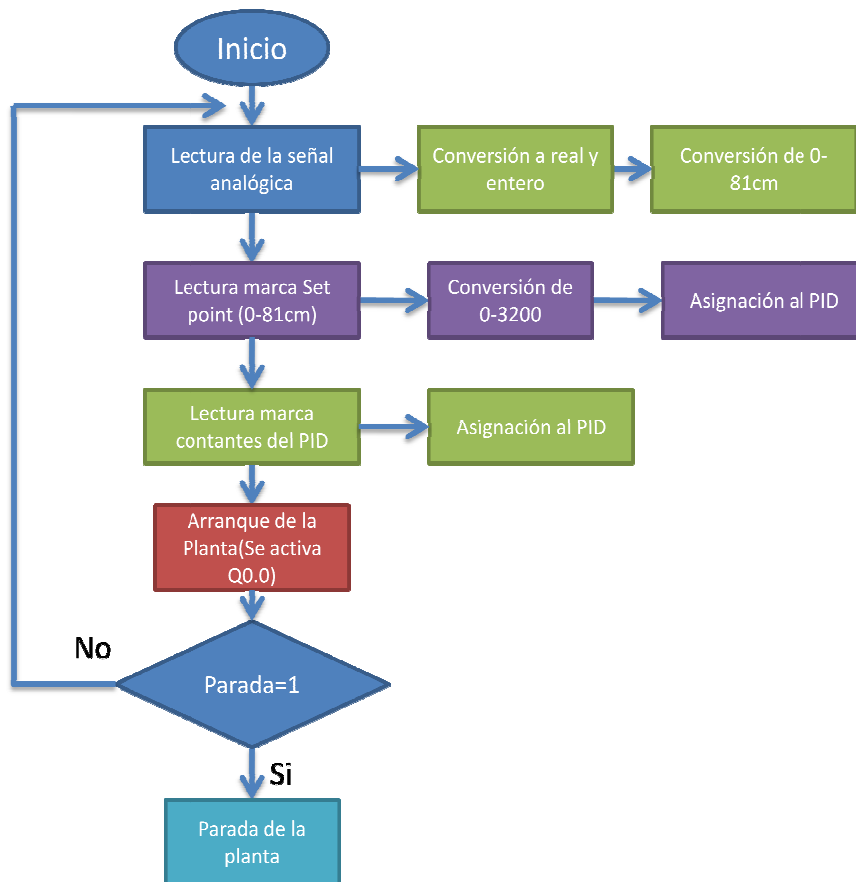 Inicio
Lectura de la señal
analógica
Conversión a real y
entero
Conversión de 0-
81cm
Lectura marca Set
point (0-81cm)
Conversión de
0-3200
Asignación al PID
Lectura marca
contantes del PID
Asignación al PID
Arranque de la
Planta(Se activa
Q0.0)
No
Parada=1
Si
Parada de la
planta